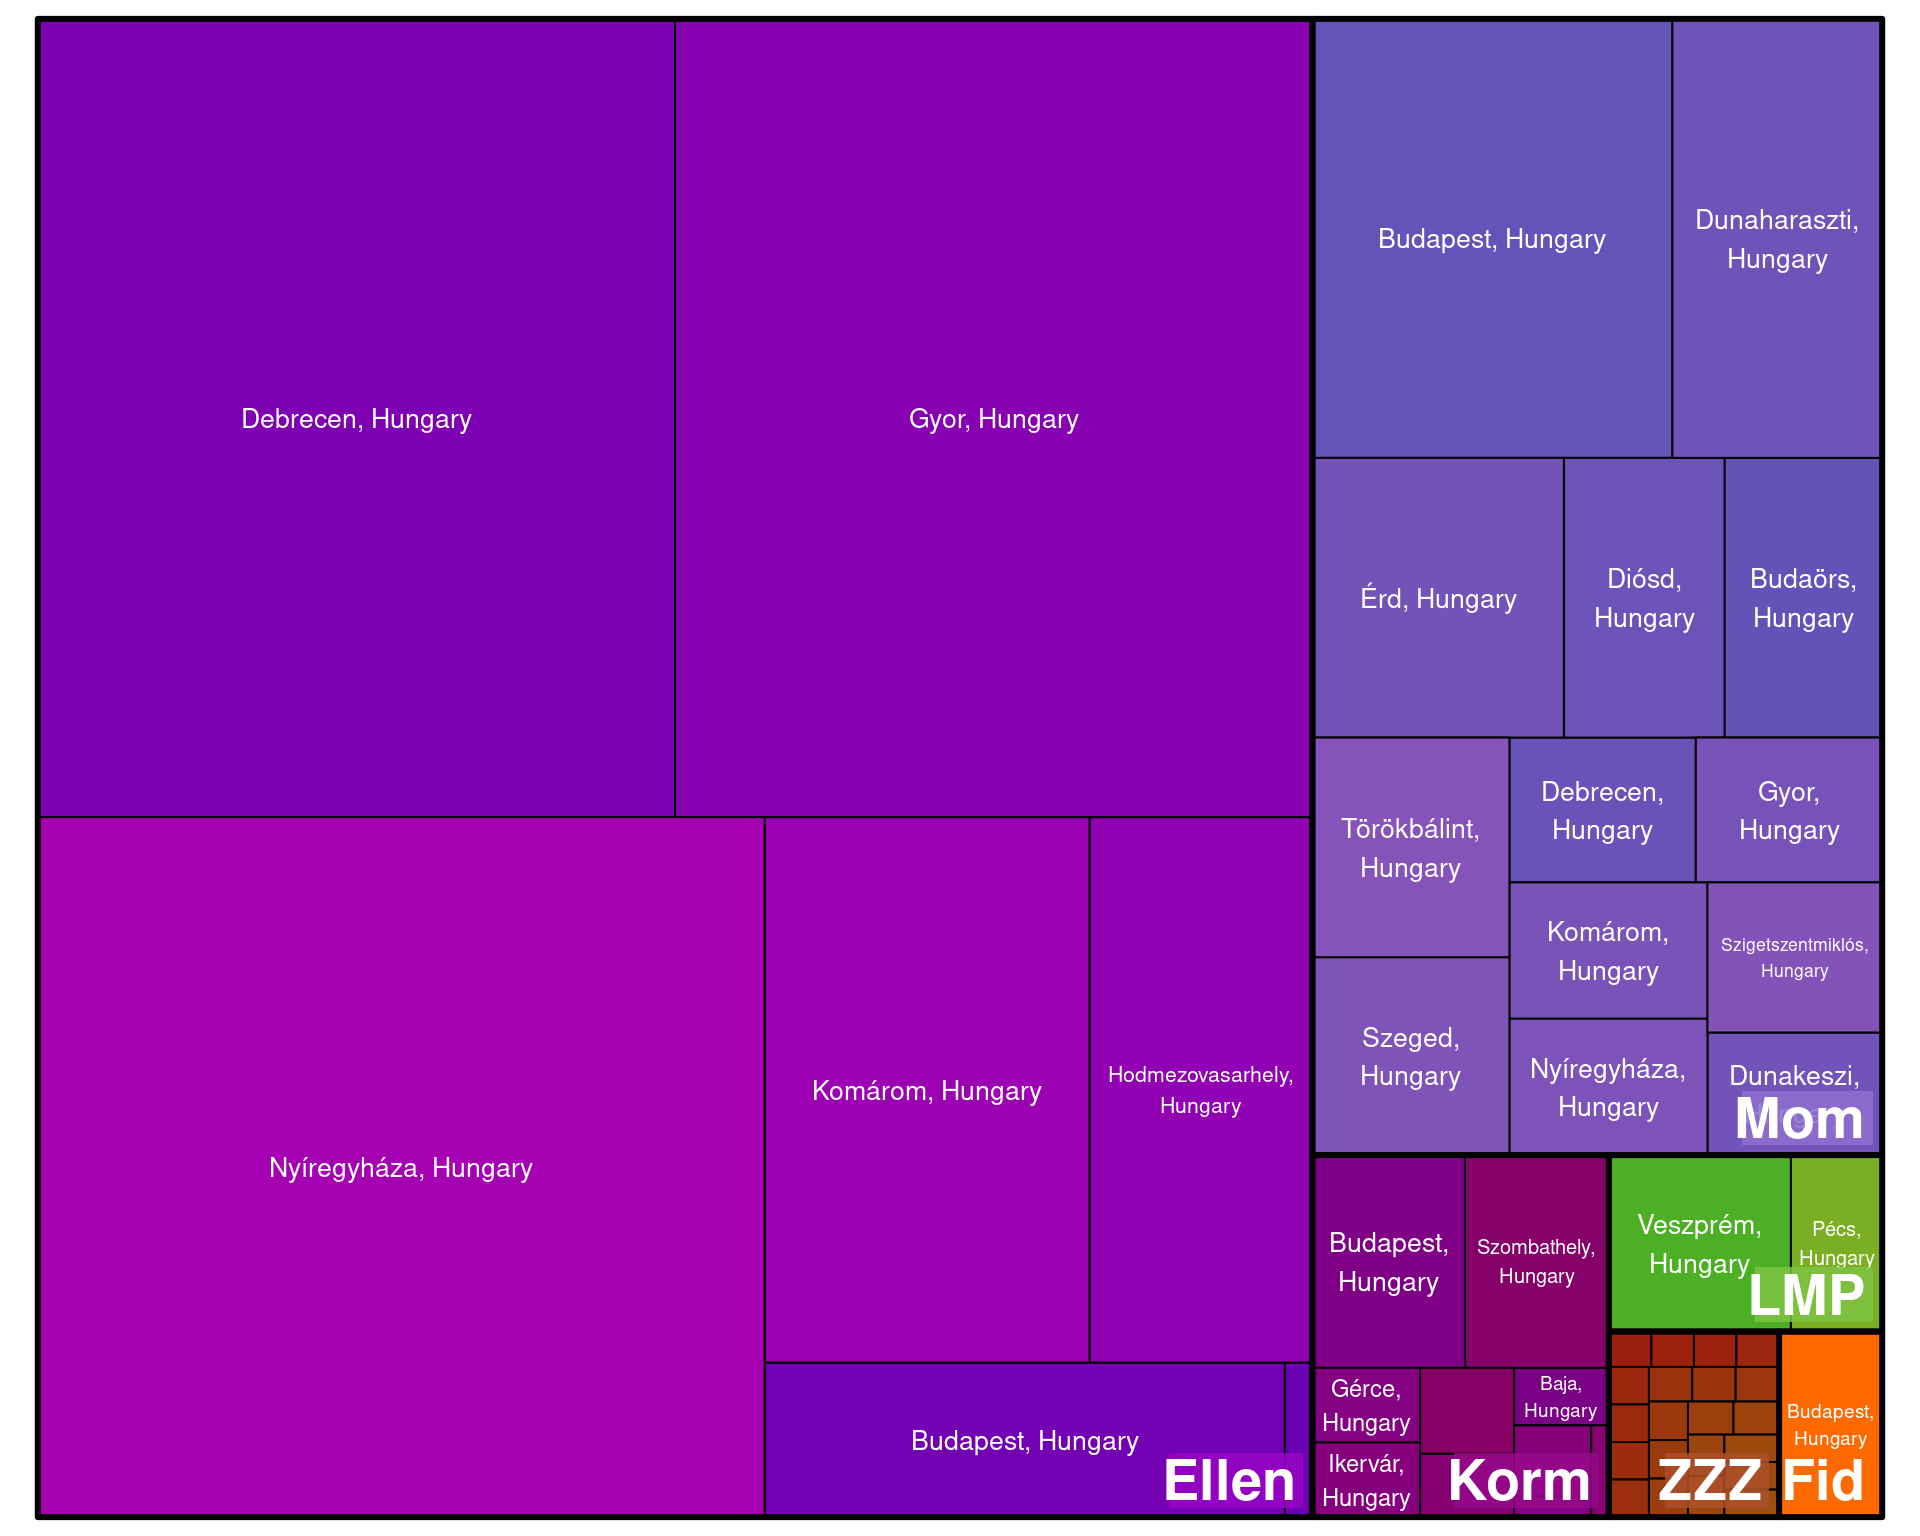 Debrecen, Hungary
Gyor, Hungary
Nyíregyháza, Hungary
Komárom, Hungary
Hodmezovasarhely,
Hungary
Budapest, Hungary
Ellen
Budapest, Hungary
Dunaharaszti,
Hungary
Érd, Hungary
Diósd,
Hungary
Budaörs,
Hungary
Törökbálint,
Hungary
Debrecen,
Hungary
Gyor,
Hungary
Komárom,
Hungary
Szigetszentmiklós,
Hungary
Szeged,
Hungary
Nyíregyháza,
Hungary
Dunakeszi,
Mom
Budapest,
Hungary
Szombathely,
Hungary
Gérce,
Hungary
Baja,
Hungary
Ikervár,
Hungary
Korm
Veszprém,
Hungary
Pécs,
Hungary
LMP
ZZZ
Budapest,
Hungary
Fid